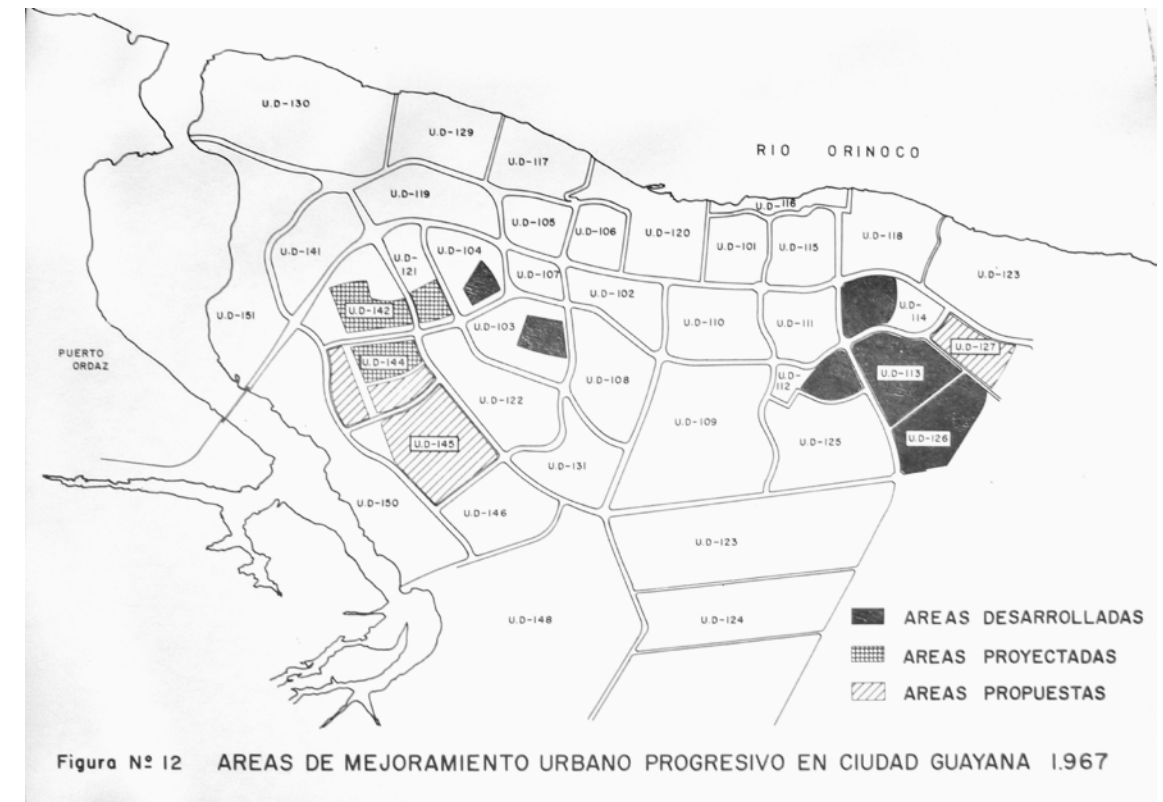 U.D-130
U.D-129
U.D-117
RIO ORINOCO
U.D-119
U.D-105
U.D-106
U.D-120
U.D-116
U.D-101
U.D-115
U.D-118
U.D-123
U.D-141
U.D-
121
U.D-104
U.D-107
U.D-102
U.D-142
U.D-151
U.D-103
U.D-110
U.D-111
U.D-
114
U.D-127
PUERTO
ORDAZ
U.D-144
U.D-108
U.D-
112
U.D-113
U.D-122
U.D-109
U.D-125
U.D-126
U.D-145
U.D-131
U.D-150
U.D-146
U.D-123
U.D-148
U.D-124
AREAS DESARROLLADAS
AREAS PROYECTADAS
AREAS PROPUESTAS
Figura Nº 12 AREAS DE MEJORAMIENTO URBANO PROGRESIVO EN CIUDAD GUAYANA 1.967